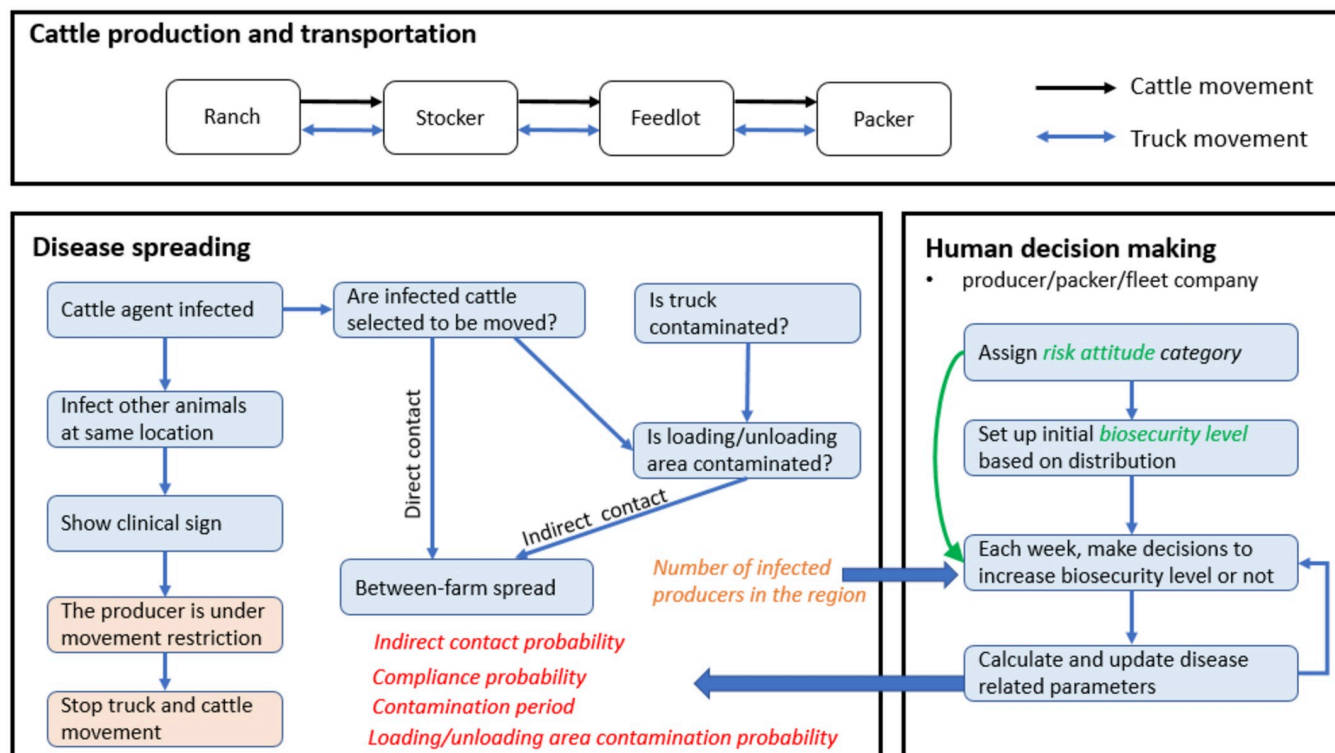 Cattle production and transportation
Ranch
Stocker
Feedlot
Packer
Cattle movement
Truck movement
Disease spreading
Cattle agent infected
Are infected cattle
selected to be moved?
Is truck
contaminated?
Infect other animals
at same location
Is loading/unloading
area contaminated?
Direct contact
Indirect contact
Show clinical sign
Between-farm spread
The producer is under
movement restriction
Stop truck and cattle
movement
Number of infected
producers in the region
Indirect contact probability
Compliance probability
Contamination period
Loading/unloading area contamination probability
Human decision making
• producer/packer/fleet company
Assign risk attitude category
Set up initial biosecurity level
based on distribution
Each week, make decisions to
increase biosecurity level or not
Calculate and update disease
related parameters